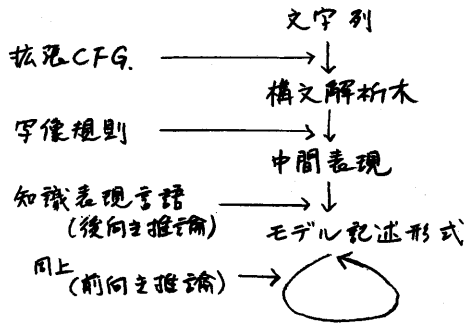 文字列
拡張CFG.
構文解析木
写像規則
中間表現
知識表現言語
(後向き推論)
モデル記述形式
同上
(前向き推論)